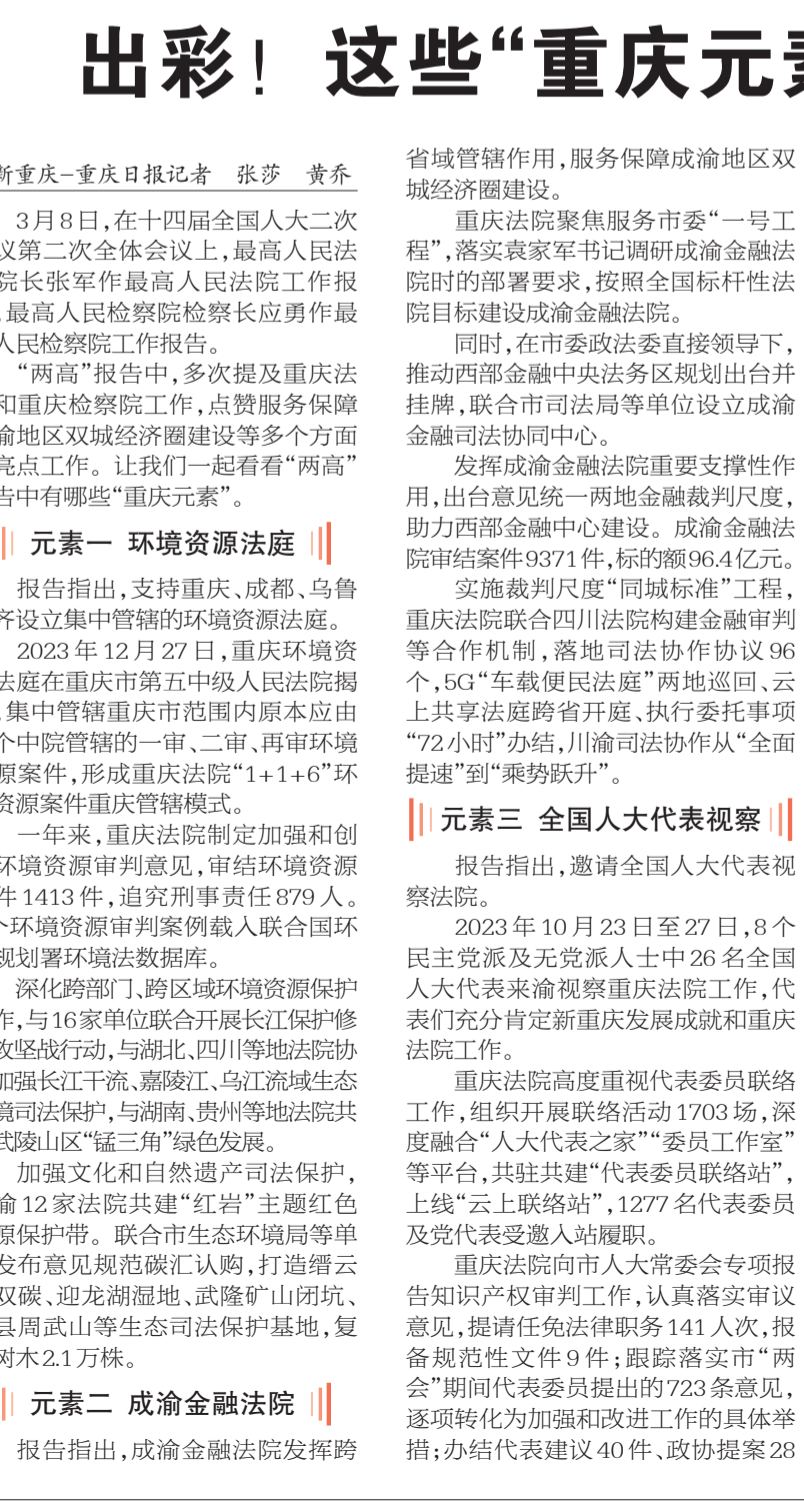 出彩！这些“重庆元
新重庆－重庆日报记者 张莎 黄乔
3月8日，在十四届全国人大二次
议第二次全体会议上，最高人民法
院长张军作最高人民法院工作报
最高人民检察院检察长应勇作最
人民检察院工作报告。
“两高”报告中，多次提及重庆法
和重庆检察院工作，点赞服务保障
渝地区双城经济圈建设等多个方面
亮点工作。让我们一起看看“两高”
告中有哪些“重庆元素”。
元素一 环境资源法庭
报告指出，支持重庆、成都、乌鲁
齐设立集中管辖的环境资源法庭。
2023年12月27日，重庆环境资
法庭在重庆市第五中级人民法院揭
集中管辖重庆市范围内原本应由
个中院管辖的一审、二审、再审环境
源案件，形成重庆法院“1+1+6”环
资源案件重庆管辖模式。
一年来，重庆法院制定加强和创
环境资源审判意见，审结环境资源
件1413件，追究刑事责任879人。
个环境资源审判案例载入联合国环
规划署环境法数据库。
深化跨部门、跨区域环境资源保护
作，与16家单位联合开展长江保护修
攻坚战行动，与湖北、四川等地法院协
加强长江干流、嘉陵江、乌江流域生态
境司法保护，与湖南、贵州等地法院共
武陵山区“锰三角”绿色发展。
加强文化和自然遗产司法保护，
渝12家法院共建“红岩”主题红色
源保护带。联合市生态环境局等单
发布意见规范碳汇认购，打造缙云
双碳、迎龙湖湿地、武隆矿山闭坑、
县周武山等生态司法保护基地，复
树木2.1万株。
元素二 成渝金融法院
报告指出，成渝金融法院发挥跨
省域管辖作用，服务保障成渝地区双
城经济圈建设。
重庆法院聚焦服务市委“一号工
程”，落实袁家军书记调研成渝金融法
院时的部署要求，按照全国标杆性法
院目标建设成渝金融法院。
同时，在市委政法委直接领导下，
推动西部金融中央法务区规划出台并
挂牌，联合市司法局等单位设立成渝
金融司法协同中心。
发挥成渝金融法院重要支撑性作
用，出台意见统一两地金融裁判尺度，
助力西部金融中心建设。成渝金融法
院审结案件9371件，标的额96.4亿元。
实施裁判尺度“同城标准”工程，
重庆法院联合四川法院构建金融审判
等合作机制，落地司法协作协议96
个，5G“车载便民法庭”两地巡回、云
上共享法庭跨省开庭、执行委托事项
“72小时”办结，川渝司法协作从“全面
提速”到“乘势跃升”。
元素三 全国人大代表视察
报告指出，邀请全国人大代表视
察法院。
2023年10月23日至27日，8个
民主党派及无党派人士中26名全国
人大代表来渝视察重庆法院工作，代
表们充分肯定新重庆发展成就和重庆
法院工作。
重庆法院高度重视代表委员联络
工作，组织开展联络活动1703场，深
度融合“人大代表之家”“委员工作室”
等平台，共驻共建“代表委员联络站”，
上线“云上联络站”，1277名代表委员
及党代表受邀入站履职。
重庆法院向市人大常委会专项报
告知识产权审判工作，认真落实审议
意见，提请任免法律职务141人次，报
备规范性文件9件；跟踪落实市“两
会”期间代表委员提出的723条意见，
逐项转化为加强和改进工作的具体举
措；办结代表建议40件、政协提案28